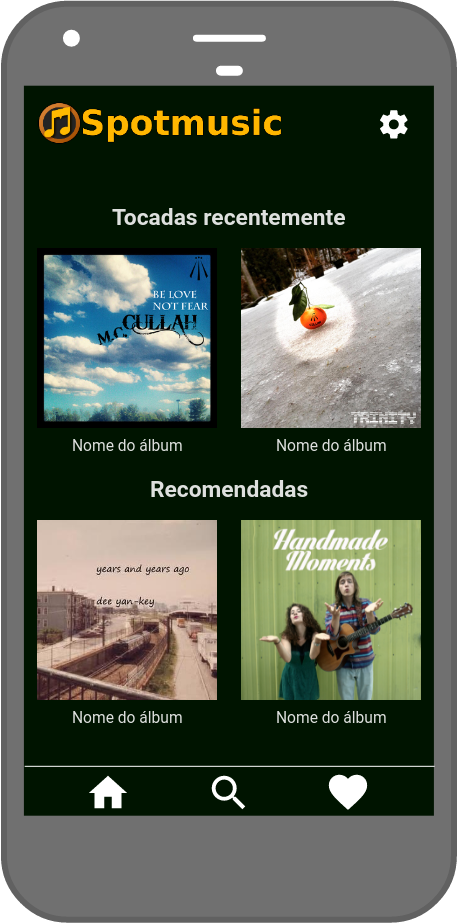 Spotmusic
Tocadas recentemente
BE LOVE
NOT FEAR
M.C. CULLAH
TRINITY
Nome do álbum
Nome do álbum
Recomendadas
years and years ago
dee yan-key
Handmade
Moments
Nome do álbum
Nome do álbum